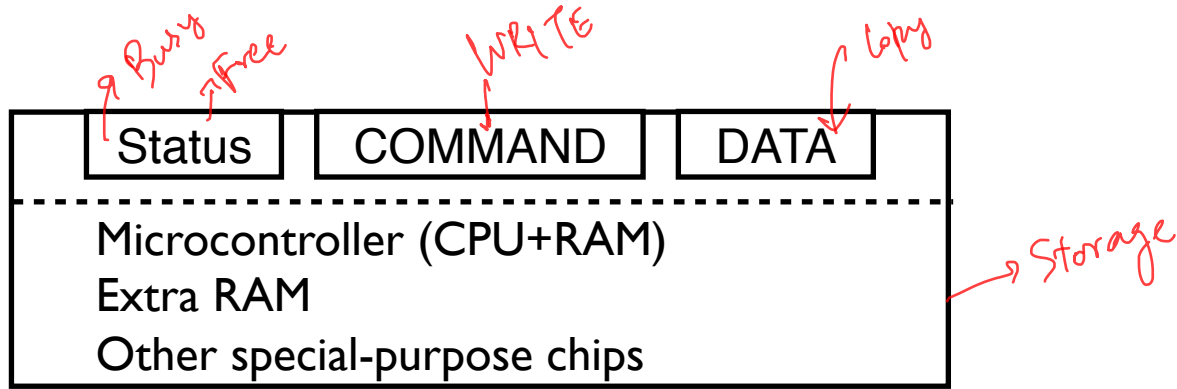 Busy
Free
WRITE
Copy
Status COMMAND DATA
Microcontroller (CPU+RAM)
Storage
Extra RAM
Other special-purpose chips